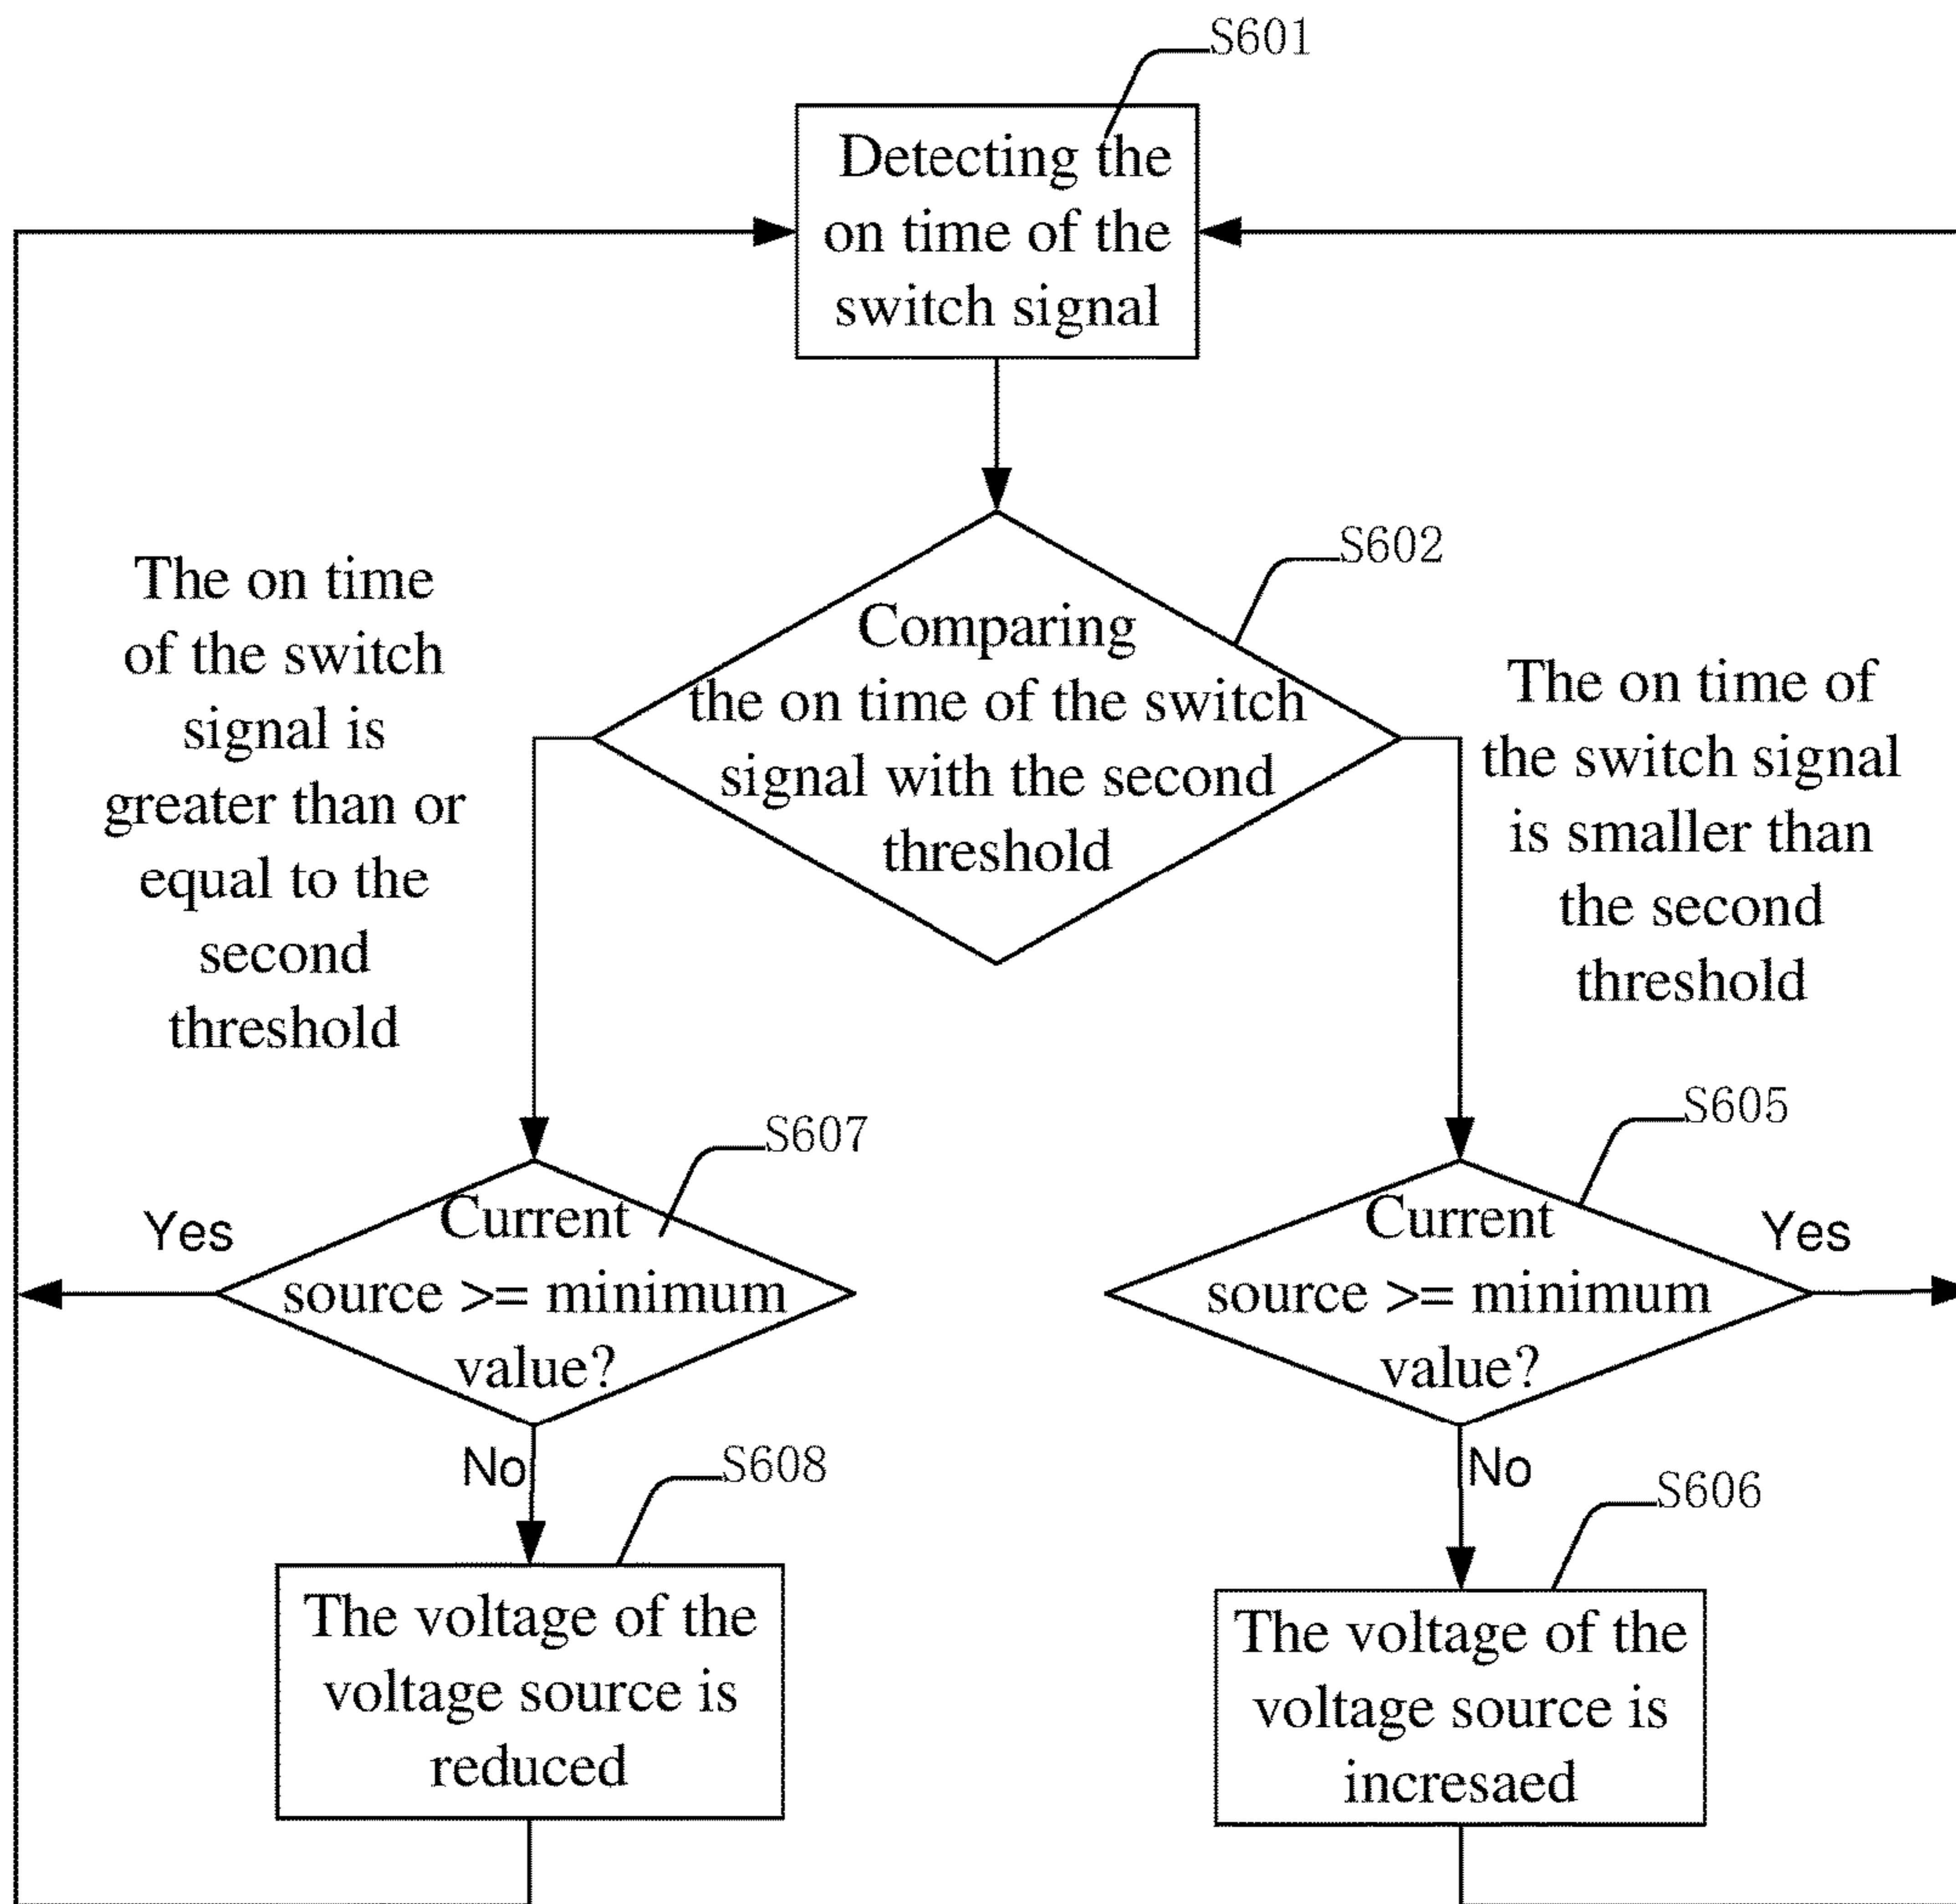 S601
Detecting the
on time of the
switch signal
S602
Comparing
the on time of the switch
signal with the second
threshold
The on time
of the switch
signal is
greater than or
equal to the
second
threshold
The on time of
the switch signal
is smaller than
the second
threshold
S607
Current
source >= minimum
value?
Yes
No
S605
Current
source >= minimum
value?
Yes
No
S608
The voltage of the
voltage source is
reduced
S606
The voltage of the
voltage source is
incresaed